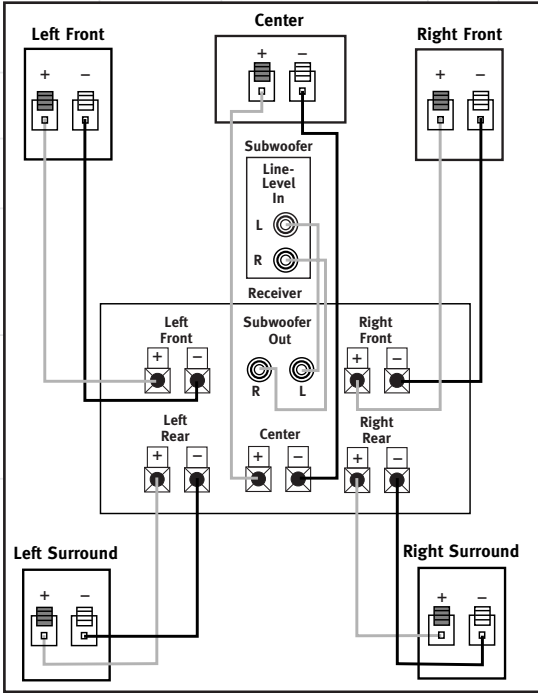 Left Front
Center
Right Front
+ −
+ −
+ −
Subwoofer
Line-
Level
In
L
R
Receiver
Left
Front
Subwoofer
Out
Right
Front
+ −
+ −
R L
Left
Rear
Center
Right
Rear
+ −
+ −
+ −
Left Surround
Right Surround
+ −
+ −